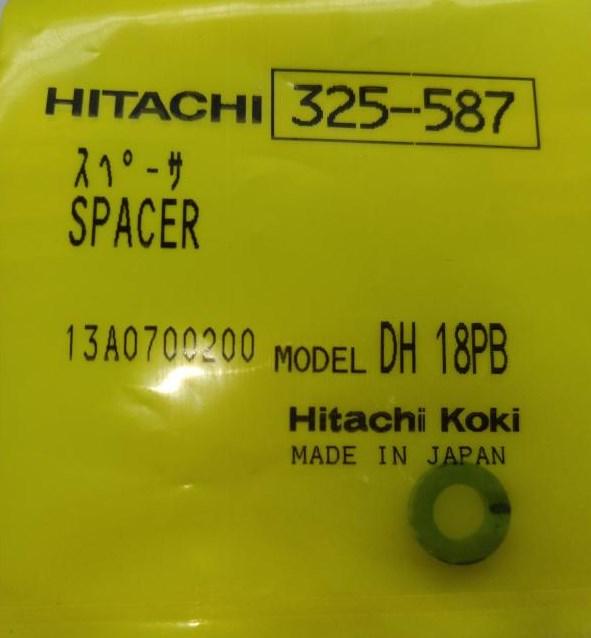 HITACHI 325-587
ｽﾍﾟｰｻ
SPACER
13A0700200 MODEL DH 18PB
Hitachi Koki
MADE IN JAPAN